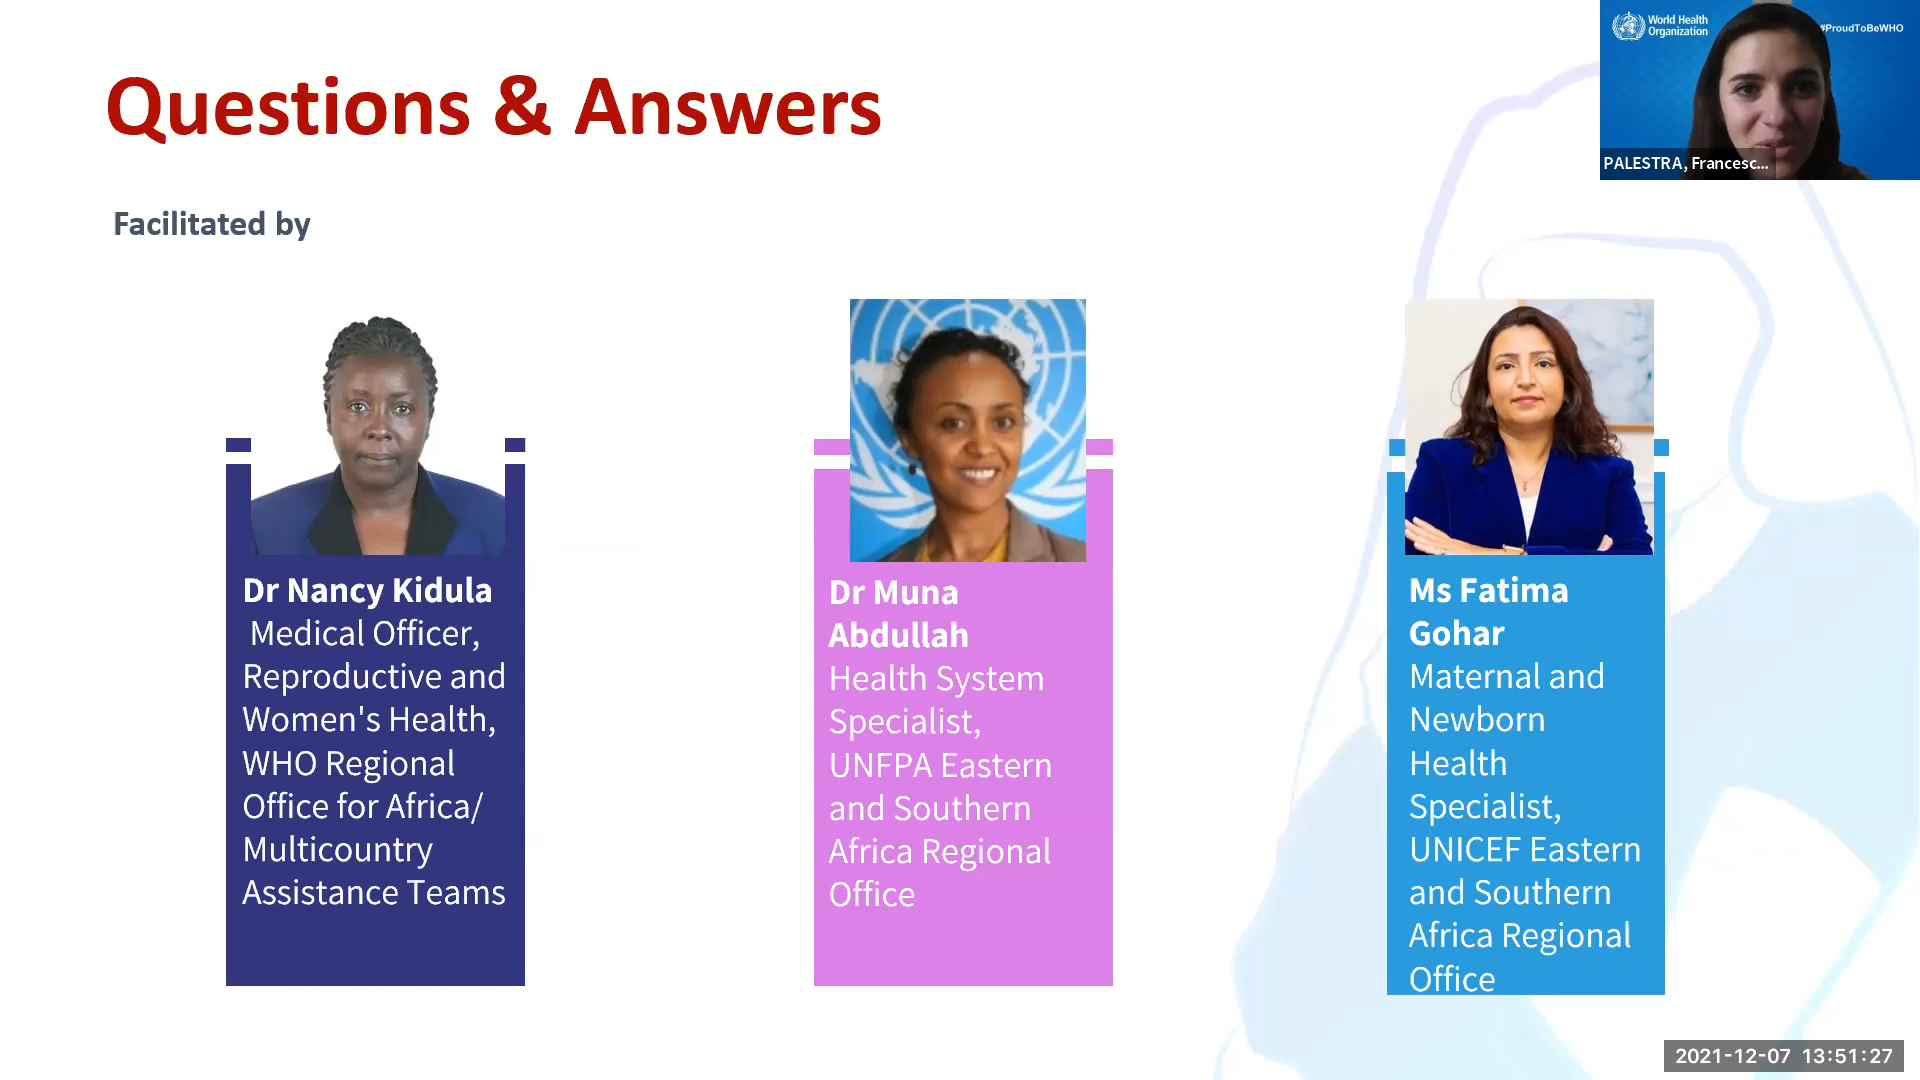 World Health
Organization
#ProudToBeWHO
PALESTRA, Francesc...
Questions & Answers
Facilitated by
Dr Nancy Kidula
Medical Officer,
Reproductive and
Women's Health,
WHO Regional
Office for Africa/
Multicountry
Assistance Teams
Dr Muna
Abdullah
Health System
Specialist,
UNFPA Eastern
and Southern
Africa Regional
Office
Ms Fatima
Gohar
Maternal and
Newborn
Health
Specialist,
UNICEF Eastern
and Southern
Africa Regional
Office
2021-12-07 13:51:27